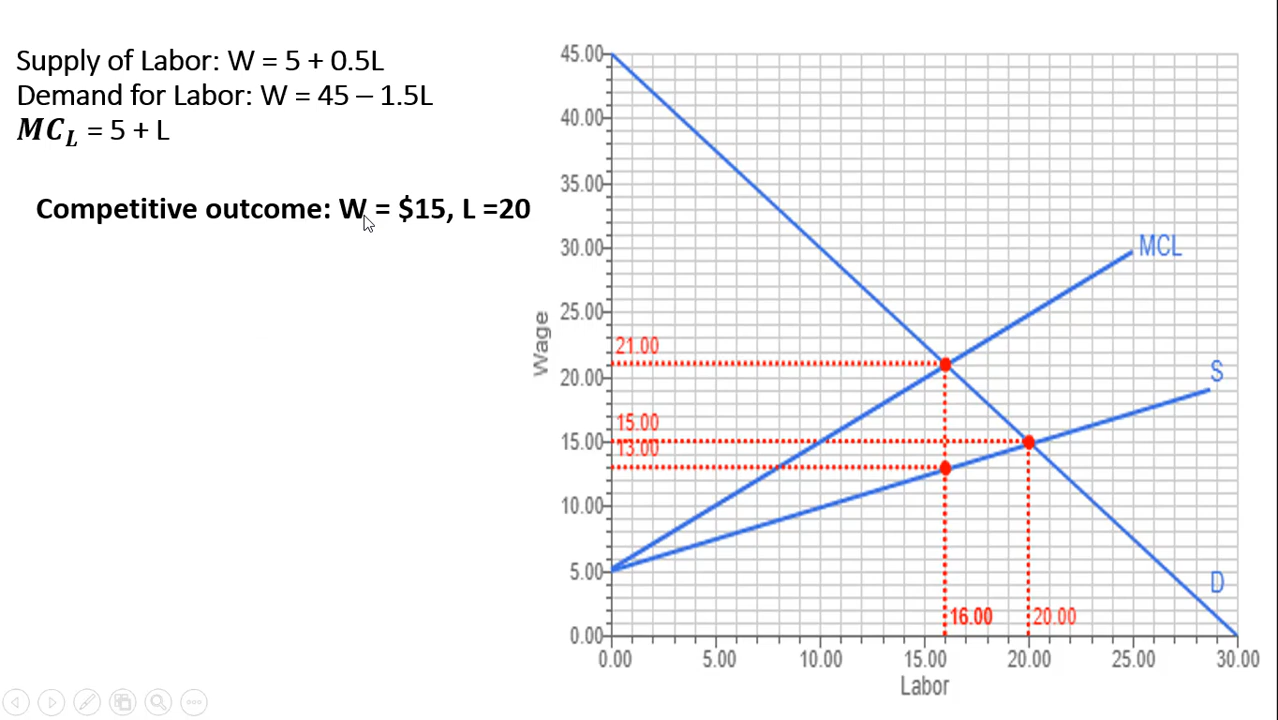 Supply of Labor: W = 5 + 0.5L
Demand for Labor: W = 45 – 1.5L
MC_L = 5 + L
Competitive outcome: W = $15, L =20
45.00
40.00
35.00
30.00
25.00
20.00
15.00
10.00
5.00
0.00
Wage
MCL
S
D
21.00
15.00
13.00
16.00
20.00
0.00 5.00 10.00 15.00 20.00 25.00 30.00
Labor